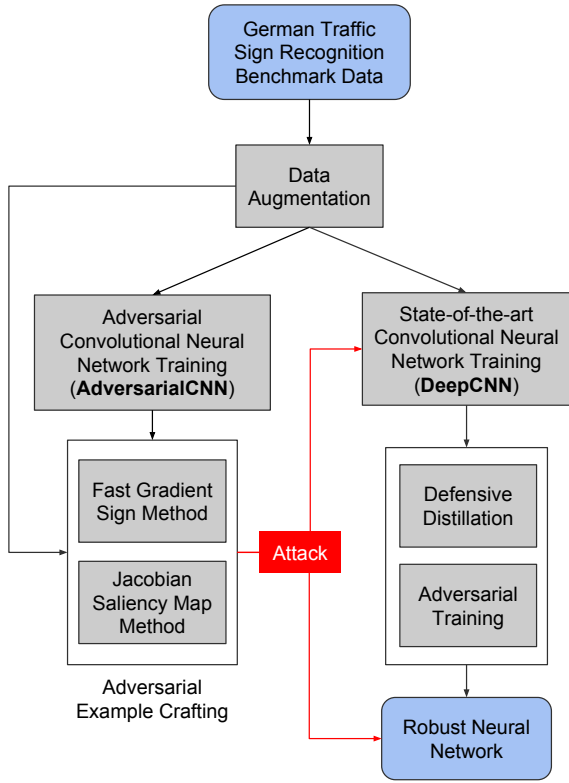 German Traffic
Sign Recognition
Benchmark Data
Data
Augmentation
Adversarial
Convolutional Neural
Network Training
(AdversarialCNN)
State-of-the-art
Convolutional Neural
Network Training
(DeepCNN)
Fast Gradient
Sign Method
Jacobian
Saliency Map
Method
Adversarial
Example Crafting
Attack
Defensive
Distillation
Adversarial
Training
Robust Neural
Network